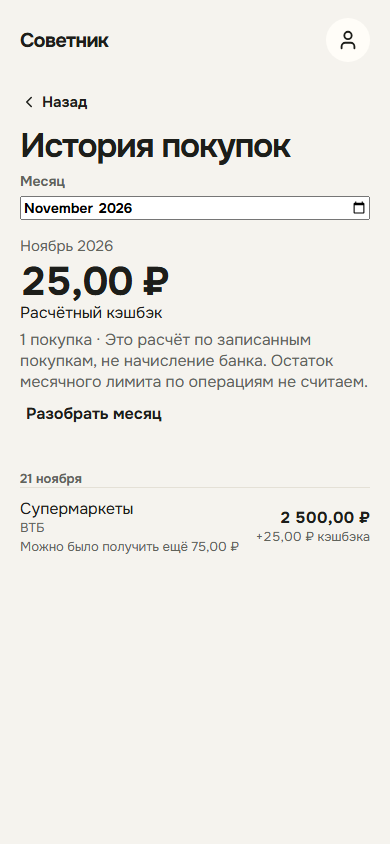 Советник
Назад
История покупок
Месяц
November 2026
Ноябрь 2026
25,00 ₽
Расчётный кэшбэк
1 покупка · Это расчёт по записанным
покупкам, не начисление банка. Остаток
месячного лимита по операциям не считаем.
Разобрать месяц
21 ноября
Супермаркеты
2 500,00 ₽
ВТБ
+25,00 ₽ кэшбэка
Можно было получить ещё 75,00 ₽